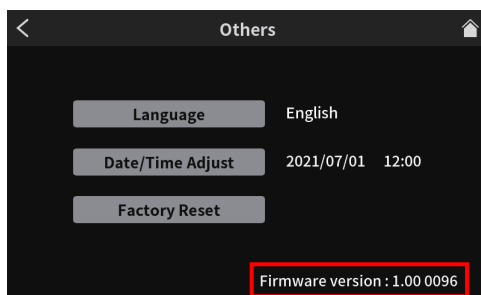 Others
Language English
Date/Time Adjust 2021/07/01 12:00
Factory Reset
Firmware version : 1.00 0096